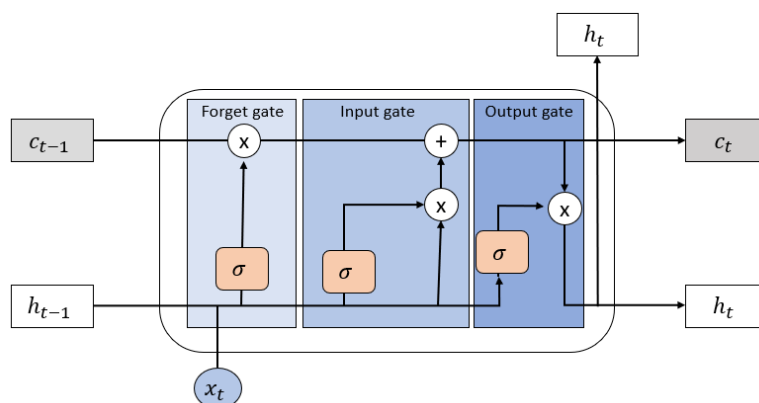 h_t
Forget gate
Input gate
Output gate
c_{t-1}
x
+
c_t
x
x
σ
σ
σ
h_{t-1}
h_t
x_t